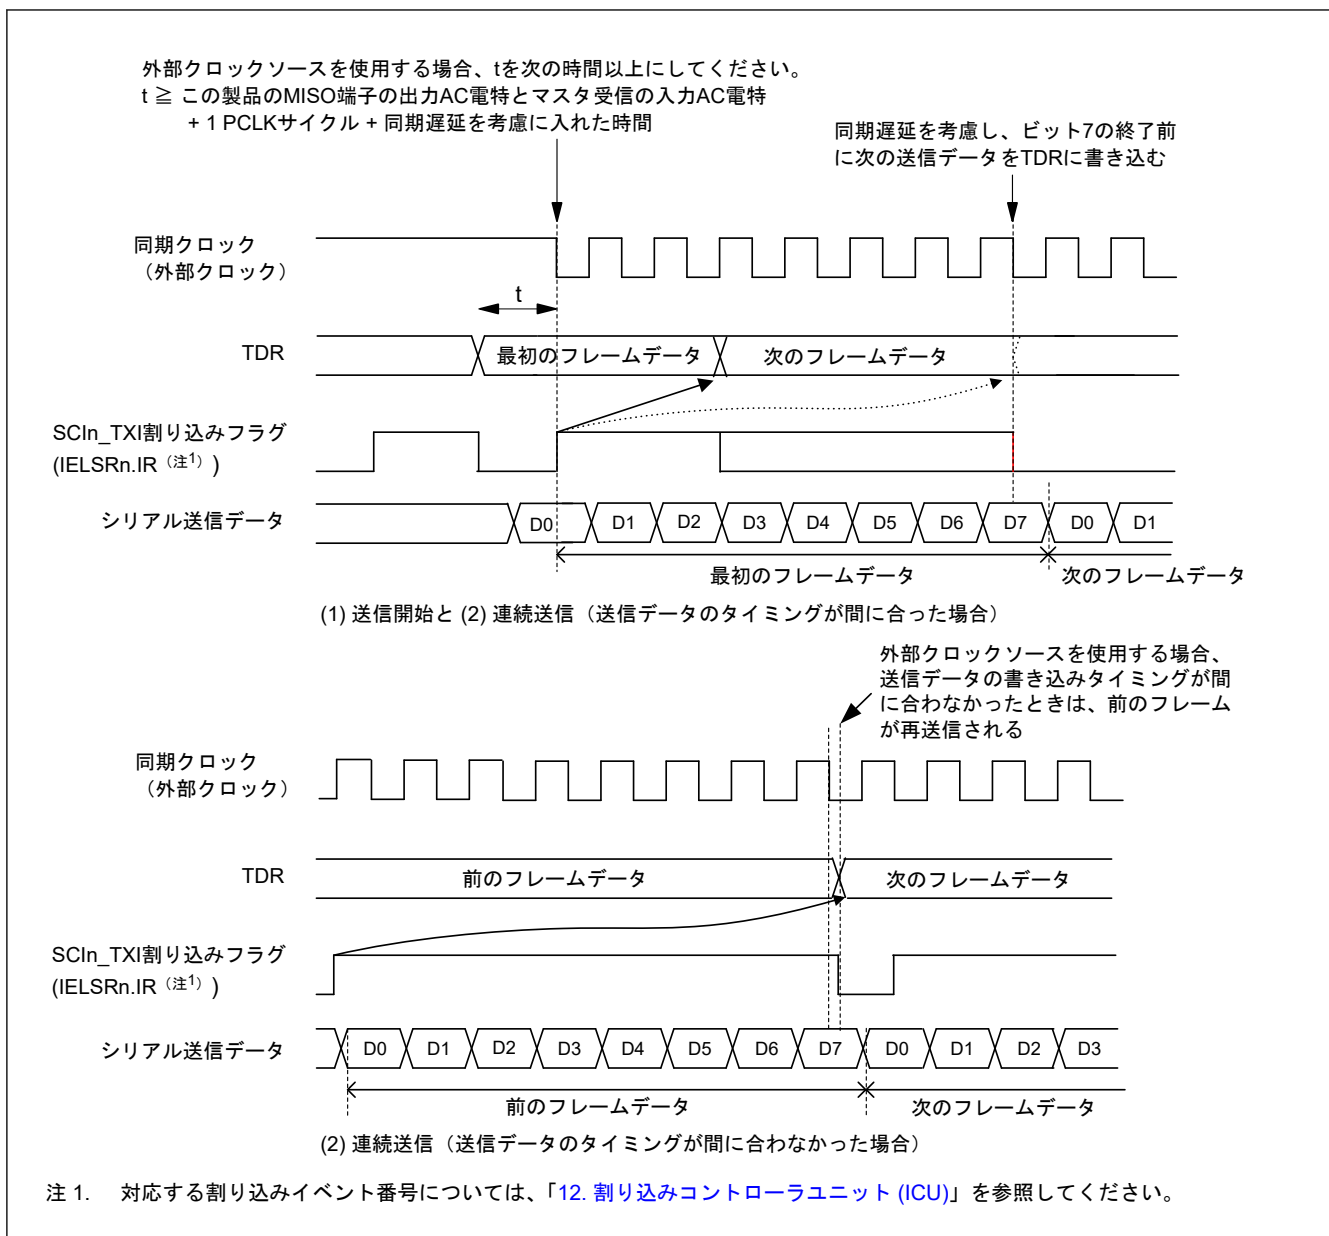 外部クロックソースを使用する場合、tを次の時間以上にしてください。
t ≧ この製品のMISO端子の出力AC電特とマスタ受信の入力AC電特
+ 1 PCLKサイクル + 同期遅延を考慮に入れた時間
同期遅延を考慮し、ビット7の終了前
に次の送信データをTDRに書き込む
同期クロック
（外部クロック）
t
TDR
最初のフレームデータ
次のフレームデータ
SCIn_TXI割り込みフラグ
(IELSRn.IR（注1）)
シリアル送信データ
D0
D1
D2
D3
D4
D5
D6
D7
D0
D1
最初のフレームデータ
次のフレームデータ
(1) 送信開始と (2) 連続送信（送信データのタイミングが間に合った場合）
外部クロックソースを使用する場合、
送信データの書き込みタイミングが間
に合わなかったときは、前のフレーム
が再送信される
同期クロック
（外部クロック）
TDR
前のフレームデータ
次のフレームデータ
SCIn_TXI割り込みフラグ
(IELSRn.IR（注1）)
シリアル送信データ
D0
D1
D2
D3
D4
D5
D6
D7
D0
D1
D2
D3
前のフレームデータ
次のフレームデータ
(2) 連続送信（送信データのタイミングが間に合わなかった場合）
注 1. 対応する割り込みイベント番号については、「12. 割り込みコントローラユニット (ICU)」を参照してください。